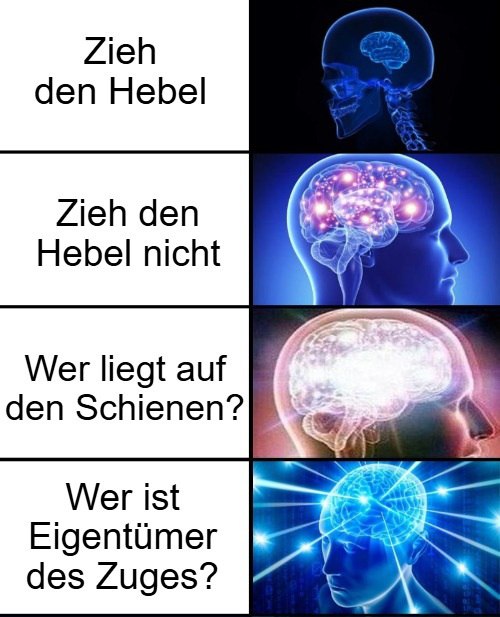 Zieh
den Hebel
Zieh den
Hebel nicht
Wer liegt auf
den Schienen?
Wer ist
Eigentümer
des Zuges?